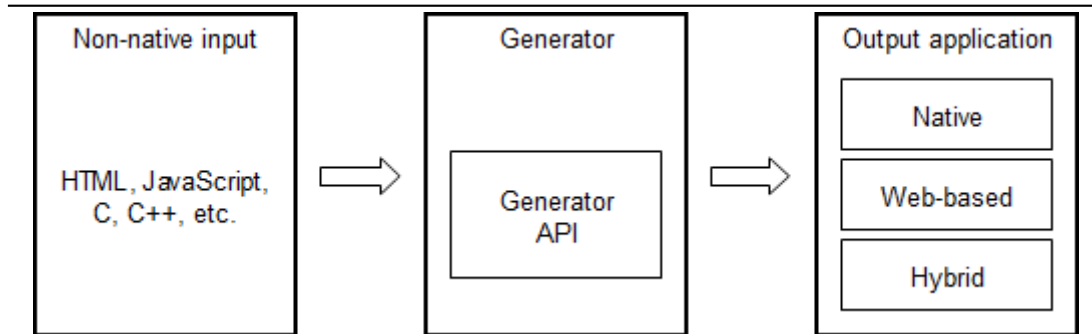 Non-native input
HTML, JavaScript,
C, C++, etc.
Generator
Generator
API
Output application
Native
Web-based
Hybrid